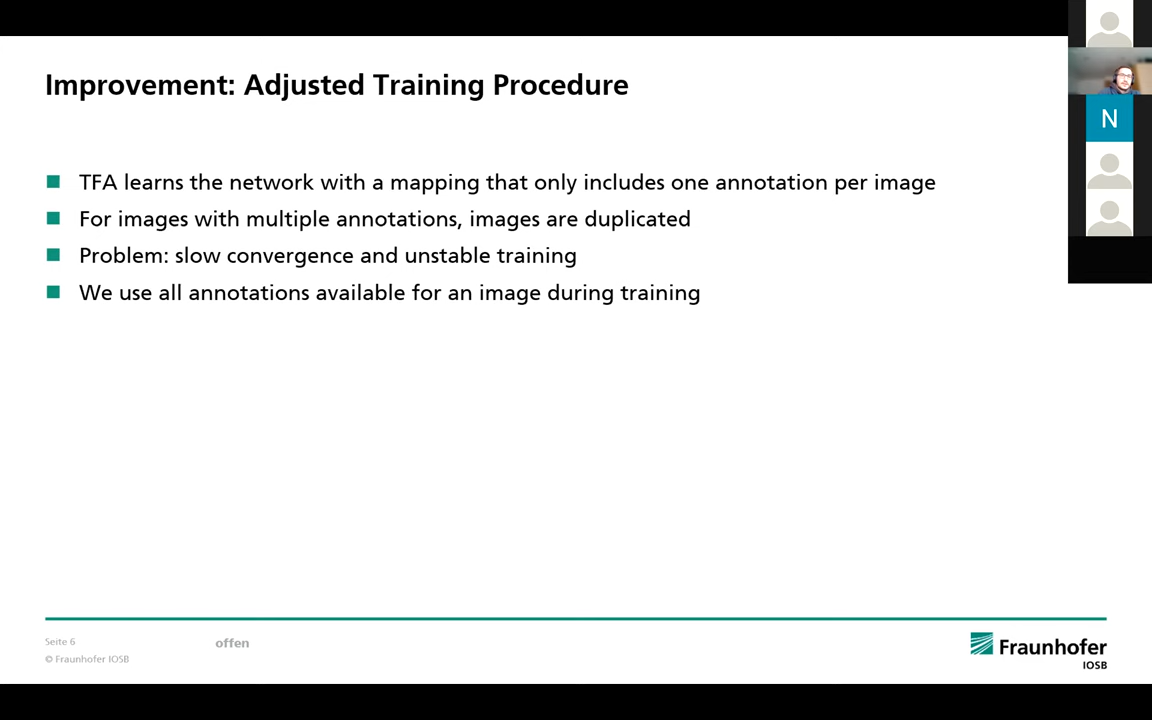 Improvement: Adjusted Training Procedure
N
TFA learns the network with a mapping that only includes one annotation per image
For images with multiple annotations, images are duplicated
Problem: slow convergence and unstable training
We use all annotations available for an image during training
Seite 6
offen
© Fraunhofer IOSB
Fraunhofer
IOSB